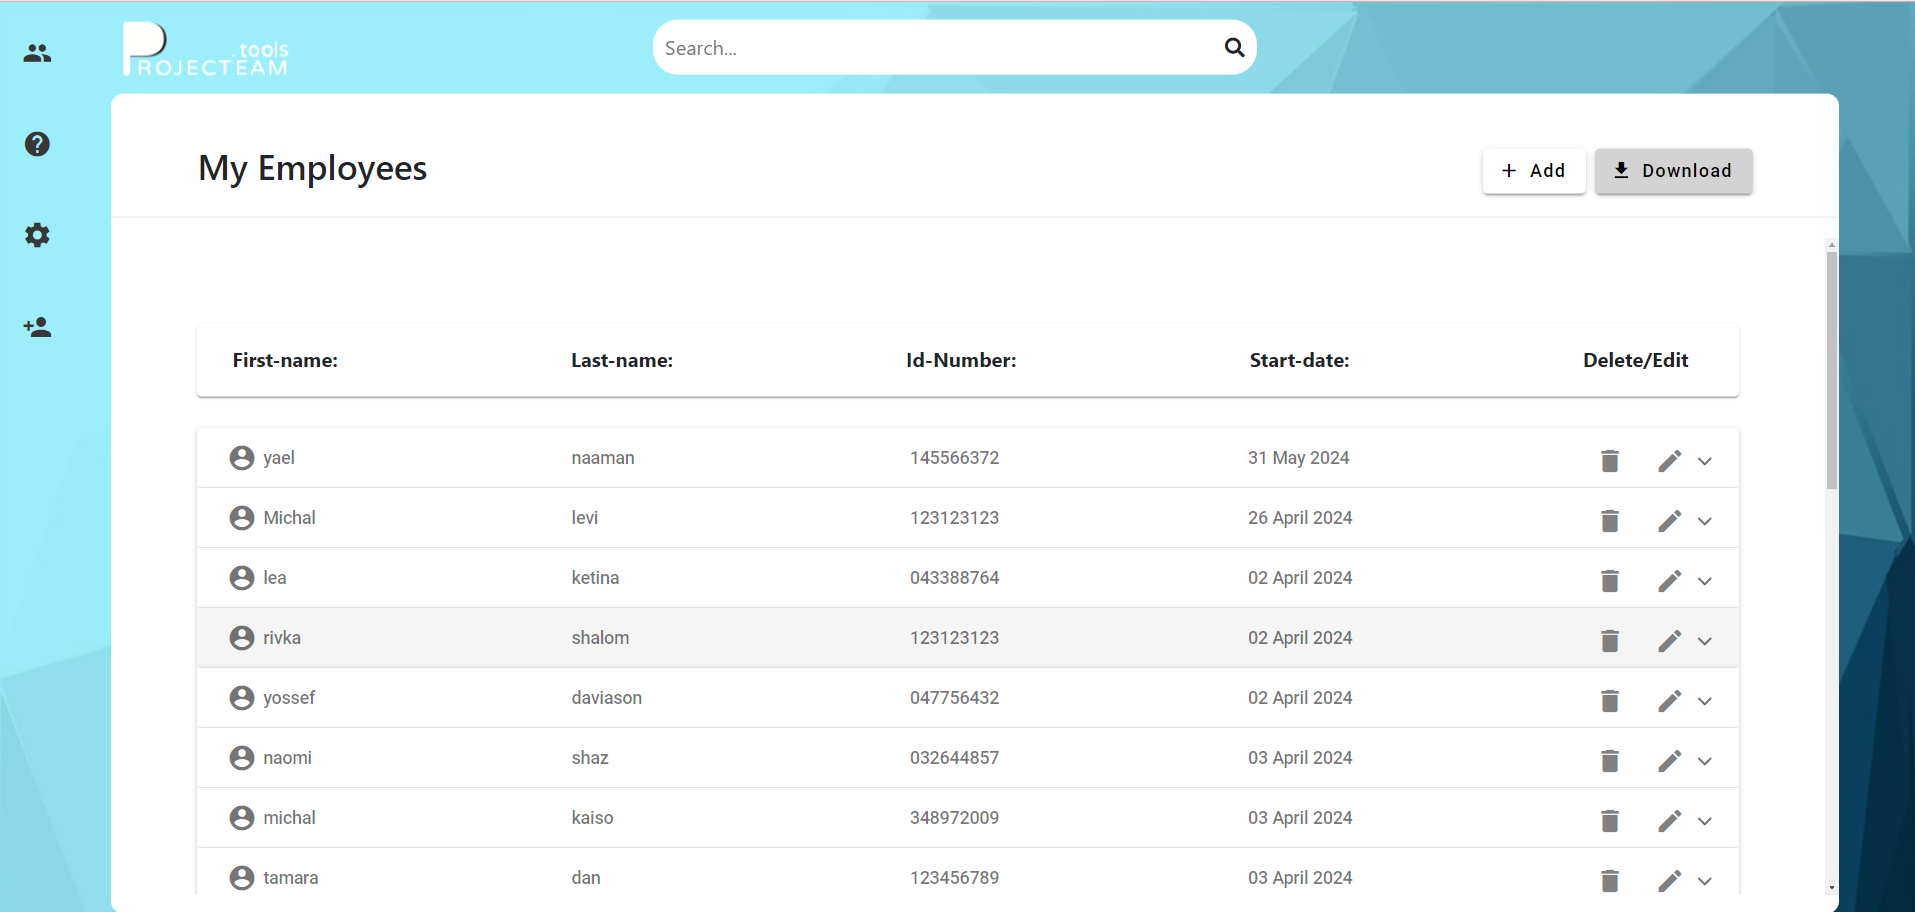 .tools
PROJECTEAM
Search...
My Employees
Add
Download
First-name: Last-name: Id-Number: Start-date: Delete/Edit
yael naaman 145566372 31 May 2024
Michal levi 123123123 26 April 2024
lea ketina 043388764 02 April 2024
rivka shalom 123123123 02 April 2024
yossef daviason 047756432 02 April 2024
naomi shaz 032644857 03 April 2024
michal kaiso 348972009 03 April 2024
tamara dan 123456789 03 April 2024